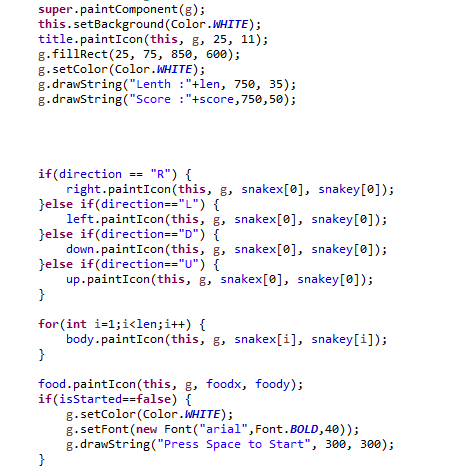 super.paintComponent(g);
this.setBackground(Color.WHITE);
title.paintIcon(this, g, 25, 11);
g.fillRect(25, 75, 850, 600);
g.setColor(Color.WHITE);
g.drawString("Lenth :"+len, 750, 35);
g.drawString("Score :"+score,750,50);
if(direction == "R") {
right.paintIcon(this, g, snakex[0], snakey[0]);
}else if(direction=="L") {
left.paintIcon(this, g, snakex[0], snakey[0]);
}else if(direction=="D") {
down.paintIcon(this, g, snakex[0], snakey[0]);
}else if(direction=="U") {
up.paintIcon(this, g, snakex[0], snakey[0]);
}
for(int i=1;i<len;i++) {
body.paintIcon(this, g, snakex[i], snakey[i]);
}
food.paintIcon(this, g, foodx, foody);
if(isStarted==false) {
g.setColor(Color.WHITE);
g.setFont(new Font("arial",Font.BOLD,40));
g.drawString("Press Space to Start", 300, 300);
}